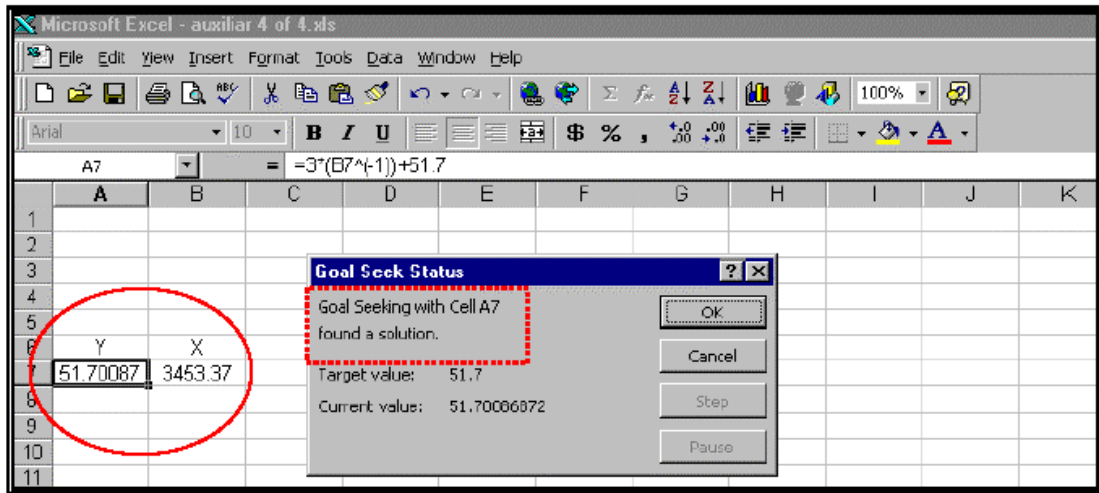 Microsoft Excel - auxiliar 4 of 4.xls
File Edit View Insert Format Tools Data Window Help
ABC Σ fx A Z Z A 100% ?
Arial 10 B I U $ % , A
A7 = =3*(B7^(-1))+51.7
A B C D E F G H I J K
1
2
3
4
5
6 Y X
7 51.70087 3453.37
8
9
10
11
Goal Seek Status ?
Goal Seeking with Cell A7
found a solution.
Target value: 51.7
Current value: 51.70086872
OK
Cancel
Step
Pause